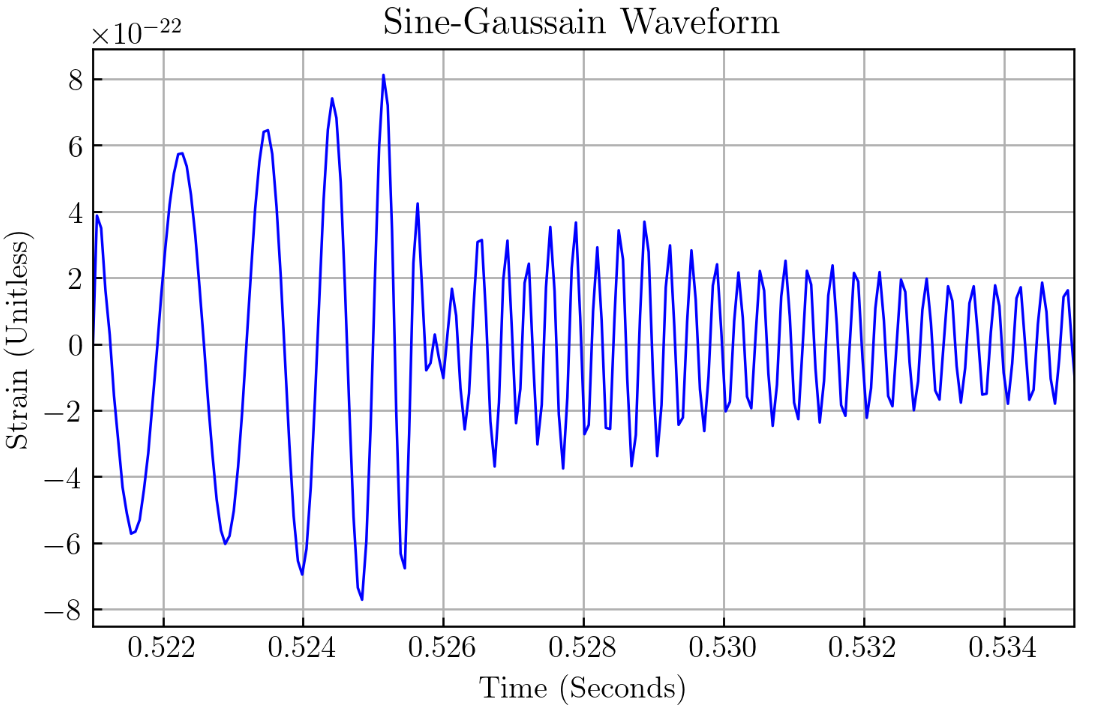 Sine-Gaussain Waveform
×10⁻²²
8
6
4
2
0
−2
−4
−6
−8
Strain (Unitless)
0.522 0.524 0.526 0.528 0.530 0.532 0.534
Time (Seconds)